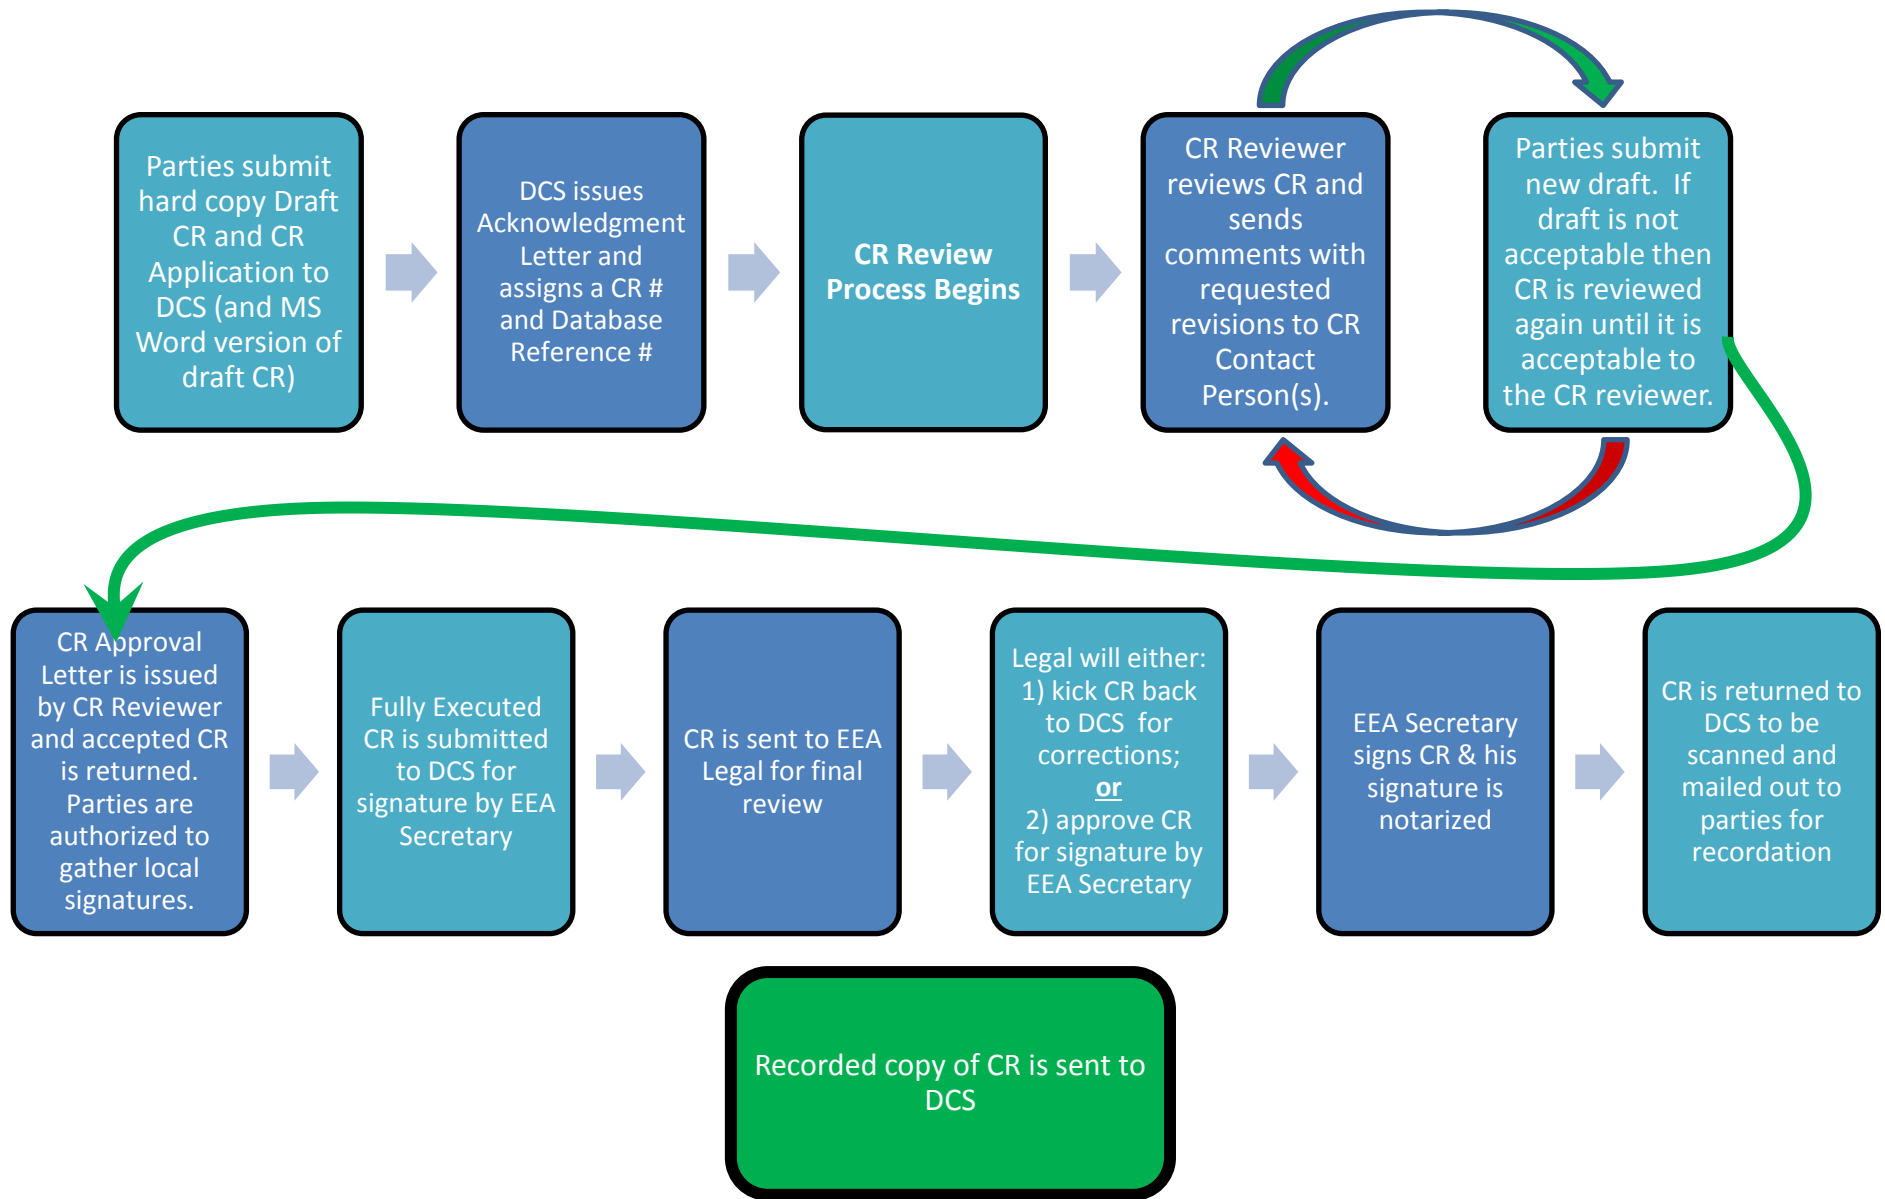 Parties submit
hard copy Draft
CR and CR
Application to
DCS (and MS
Word version of
draft CR)
DCS issues
Acknowledgment
Letter and
assigns a CR #
and Database
Reference #
CR Review
Process Begins
CR Reviewer
reviews CR and
sends
comments with
requested
revisions to CR
Contact
Person(s).
Parties submit
new draft.  If
draft is not
acceptable then
CR is reviewed
again until it is
acceptable to
the CR reviewer.
CR Approval
Letter is issued
by CR Reviewer
and accepted CR
is returned.
Parties are
authorized to
gather local
signatures.
Fully Executed
CR is submitted
to DCS for
signature by EEA
Secretary
CR is sent to EEA
Legal for final
review
Legal will either:
1) kick CR back
to DCS  for
corrections;
or
2) approve CR
for signature by
EEA Secretary
EEA Secretary
signs CR & his
signature is
notarized
CR is returned to
DCS to be
scanned and
mailed out to
parties for
recordation
Recorded copy of CR is sent to
DCS